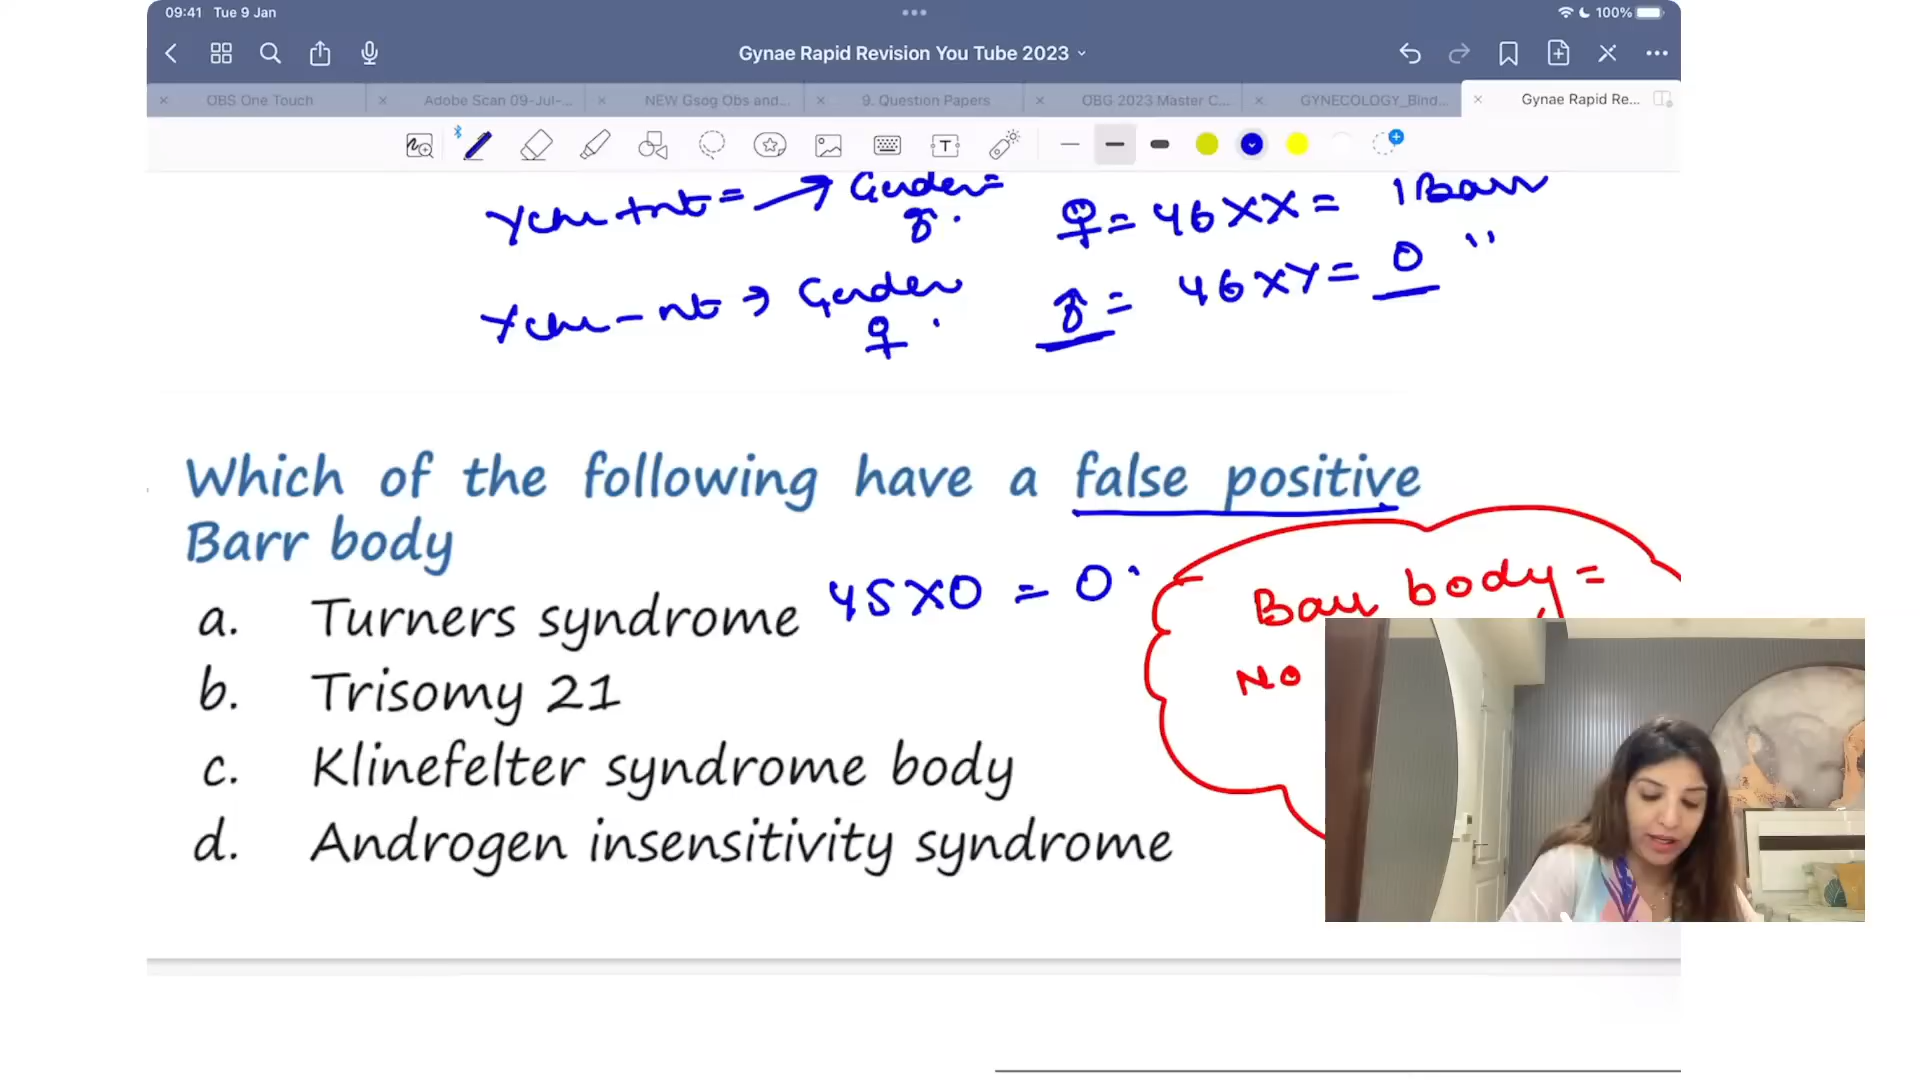 09:41 Tue 9 Jan
100%
Gynae Rapid Revision You Tube 2023
OBS One Touch
Adobe Scan 09-Jul-...
NEW Gsog Obs and...
9. Question Papers
OBG 2023 Master C...
GYNECOLOGY_Bind...
Gynae Rapid Re...
T
Gender=
♂.
♀ = 46XX = 1 Barr
♂ = 46XY = 0 "
Gender
♀
Which of the following have a false positive
Barr body
a. Turners syndrome 45XO = 0
b. Trisomy 21
c. Klinefelter syndrome body
d. Androgen insensitivity syndrome
Barr body =
No